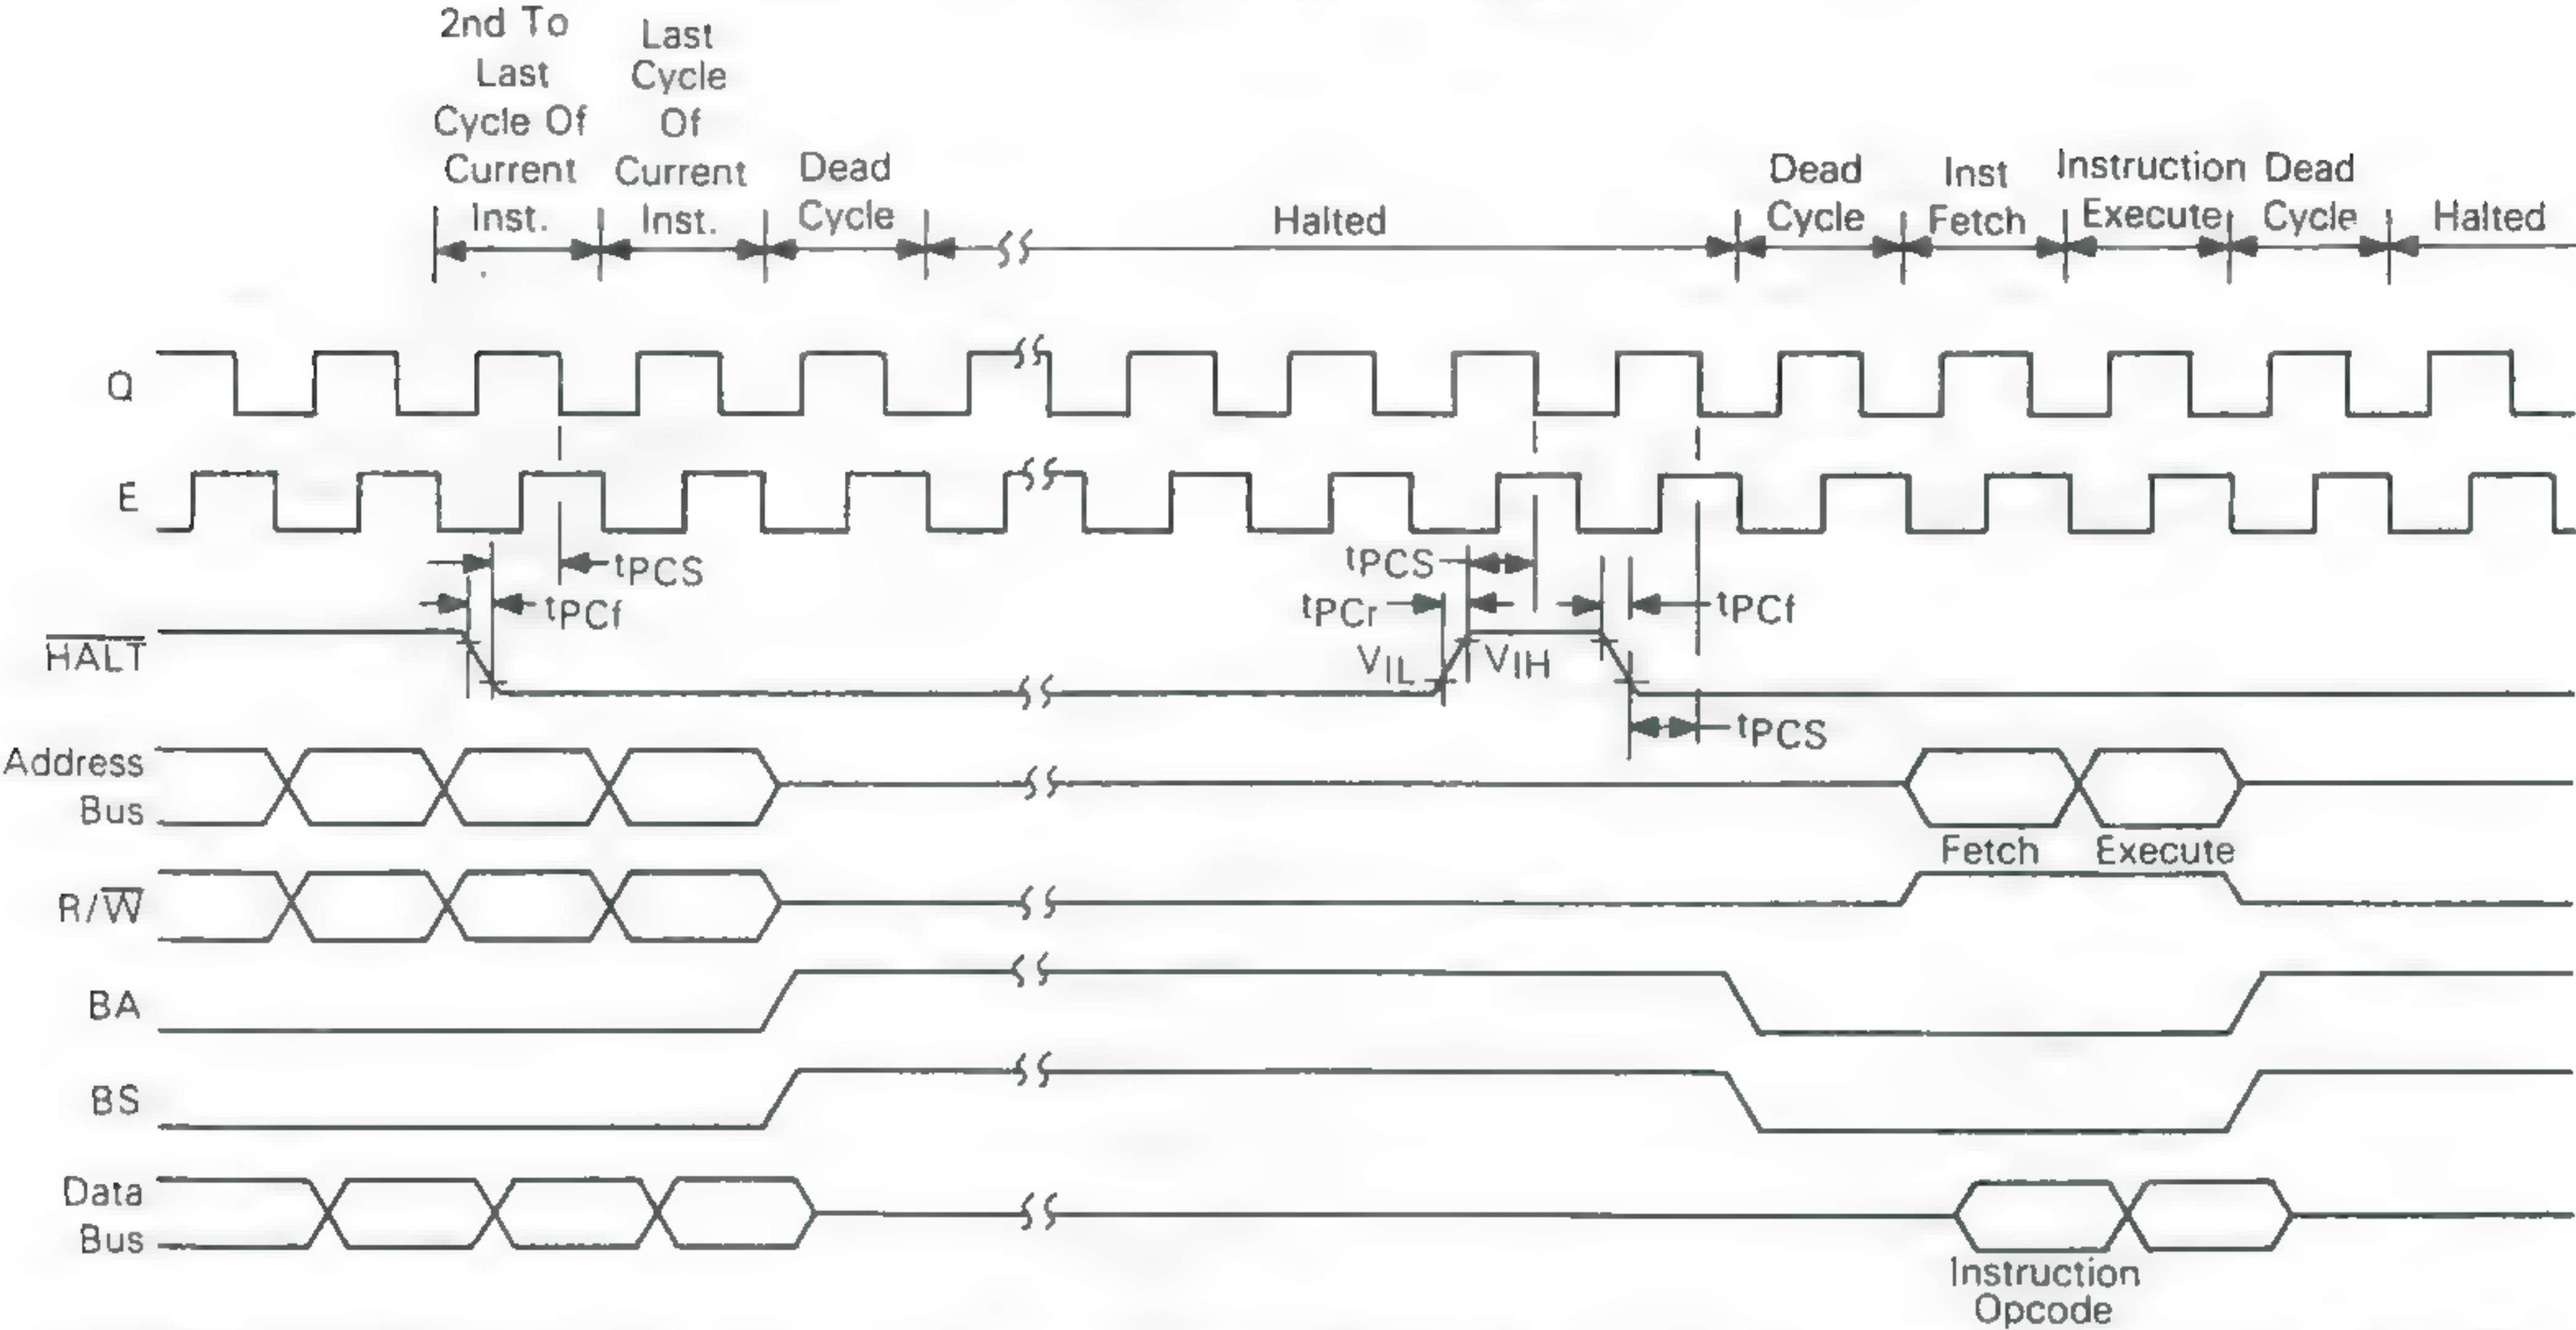 2nd To
Last
Cycle Of
Current
Inst.
Last
Cycle
Of
Current
Inst.
Dead
Cycle
Halted
Dead
Cycle
Inst
Fetch
Instruction
Execute
Dead
Cycle
Halted
Q
E
tPCS
tPCf
tPCS
tPCr
tPCf
HALT
VIL
VIH
tPCS
Address
Bus
Fetch
Execute
R/W
BA
BS
Data
Bus
Instruction
Opcode